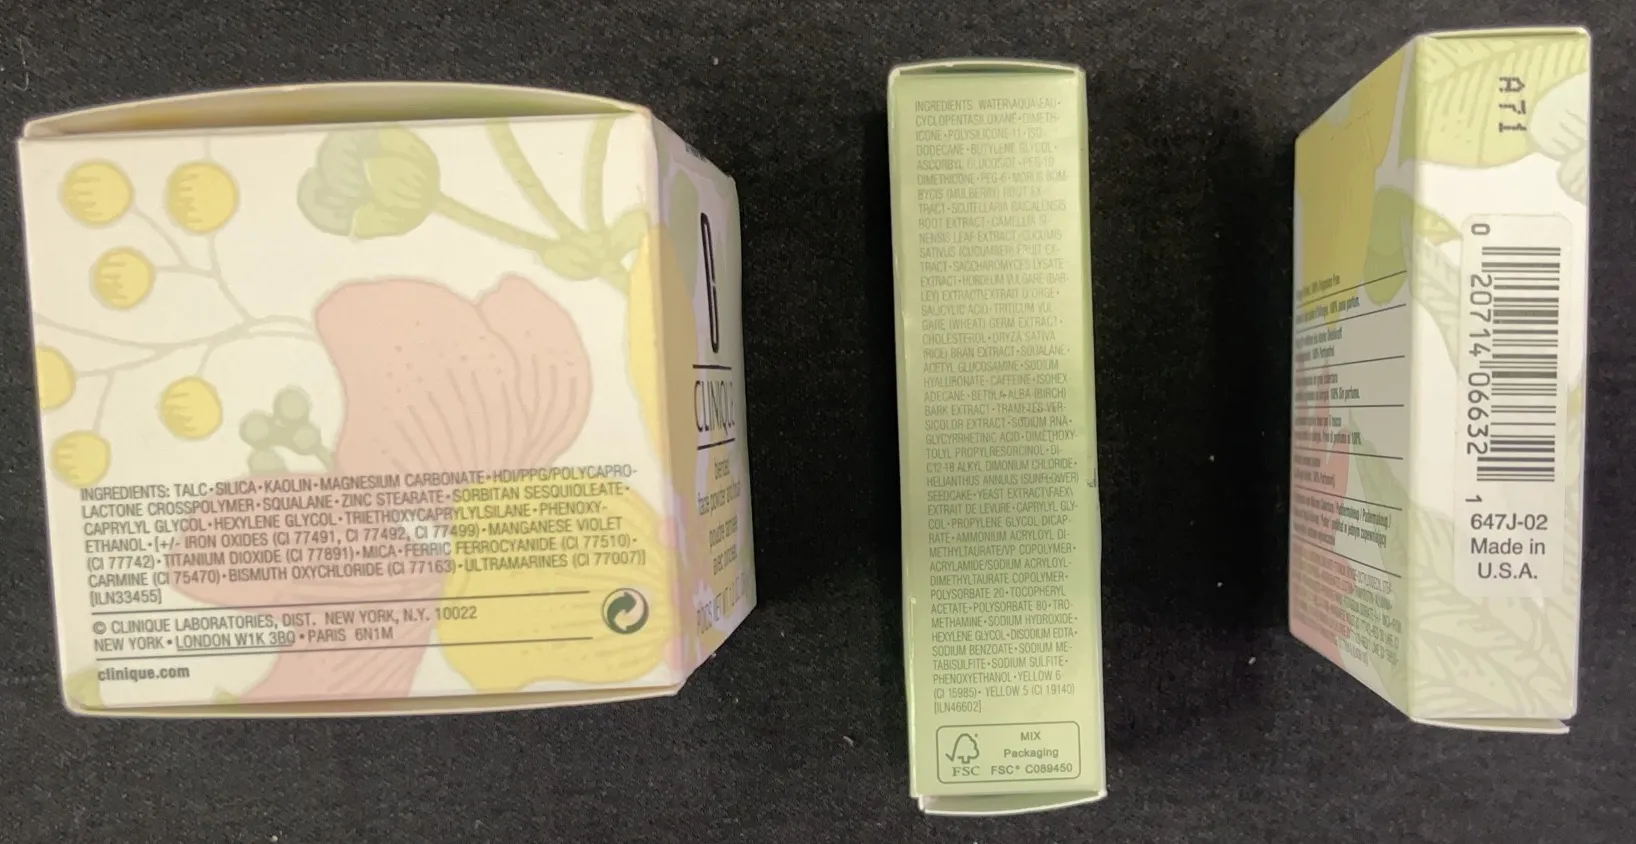 INGREDIENTS: TALC•SILICA•KAOLIN•MAGNESIUM CARBONATE•HDI/PPG/POLYCAPRO-
LACTONE CROSSPOLYMER•SQUALANE•ZINC STEARATE•SORBITAN SESQUIOLEATE•
CAPRYLYL GLYCOL•HEXYLENE GLYCOL•TRIETHOXYCAPRYLYLSILANE•PHENOXY-
ETHANOL•[+/- IRON OXIDES (CI 77491, CI 77492, CI 77499)•MANGANESE VIOLET
(CI 77742)•TITANIUM DIOXIDE (CI 77891)•MICA•FERRIC FERROCYANIDE (CI 77510)•
CARMINE (CI 75470)•BISMUTH OXYCHLORIDE (CI 77163)•ULTRAMARINES (CI 77007)]
[ILN33455]
© CLINIQUE LABORATORIES, DIST. NEW YORK, N.Y. 10022
NEW YORK•LONDON W1K 3BQ•PARIS 6N1M
clinique.com
CLINIQUE
blended
face powder and brush
poudre aérée
avec pinceau
INGREDIENTS: WATER\AQUA\EAU•
CYCLOPENTASILOXANE•DIMETH-
ICONE•POLYSILICONE-11•ISO
DODECANE•BUTYLENE GLYCOL•
ASCORBYL GLUCOSIDE•PEG-10
DIMETHICONE•PEG-6•MORUS BOM-
BYCIS (MULBERRY) ROOT EX-
TRACT•SCUTELLARIA BAICALENSIS
ROOT EXTRACT•CAMELLIA SI-
NENSIS LEAF EXTRACT•CUCUMIS
SATIVUS (CUCUMBER) FRUIT EX-
TRACT•SACCHAROMYCES LYSATE
EXTRACT•HORDEUM VULGARE (BAR-
LEY) EXTRACT\EXTRAIT D'ORGE•
SALICYLIC ACID•TRITICUM VUL
GARE (WHEAT) GERM EXTRACT•
CHOLESTEROL•ORYZA SATIVA
(RICE) BRAN EXTRACT•SQUALANE•
ACETYL GLUCOSAMINE•SODIUM
HYALURONATE•CAFFEINE•ISOHEX
ADECANE•BETULA ALBA (BIRCH)
BARK EXTRACT•TRAMETES VER-
SICOLOR EXTRACT•SODIUM RNA•
GLYCYRRHETINIC ACID•DIMETHOXY-
TOLYL PROPYLRESORCINOL•DI-
C12-18 ALKYL DIMONIUM CHLORIDE•
HELIANTHUS ANNUUS (SUNFLOWER)
SEEDCAKE•YEAST EXTRACT\FAEX\
EXTRAIT DE LEVURE•CAPRYLYL GLY-
COL•PROPYLENE GLYCOL DICAP-
RATE•AMMONIUM ACRYLOYL DI-
METHYLTAURATE/VP COPOLYMER•
ACRYLAMIDE/SODIUM ACRYLOYL-
DIMETHYLTAURATE COPOLYMER•
POLYSORBATE 20•TOCOPHERYL
ACETATE•POLYSORBATE 80•TRO-
METHAMINE•SODIUM HYDROXIDE•
HEXYLENE GLYCOL•DISODIUM EDTA•
SODIUM BENZOATE•SODIUM ME-
TABISULFITE•SODIUM SULFITE•
PHENOXYETHANOL•YELLOW 6
(CI 15985)•YELLOW 5 (CI 19140)
[ILN46602]
MIX
Packaging
FSC FSC® C089450
A71
0 20714 06632 1
647J-02
Made in
U.S.A.